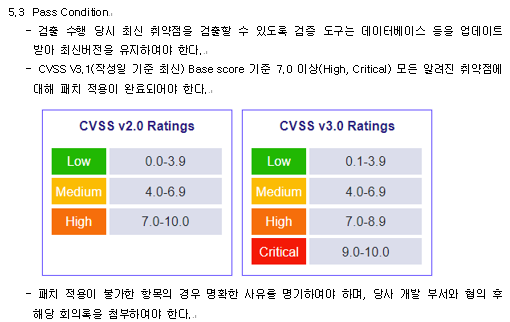 5.3 Pass Condition
- 검출 수행 당시 최신 취약점을 검출할 수 있도록 검증 도구는 데이터베이스 등을 업데이트
받아 최신버전을 유지하여야 한다.
- CVSS V3.1(작성일 기준 최신) Base score 기준 7.0 이상(High, Critical) 모든 알려진 취약점에
대해 패치 적용이 완료되어야 한다.
CVSS v2.0 Ratings
Low 0.0-3.9
Medium 4.0-6.9
High 7.0-10.0
CVSS v3.0 Ratings
Low 0.1-3.9
Medium 4.0-6.9
High 7.0-8.9
Critical 9.0-10.0
- 패치 적용이 불가한 항목의 경우 명확한 사유를 명기하여야 하며, 당사 개발 부서와 협의 후
해당 회의록을 첨부하여야 한다.